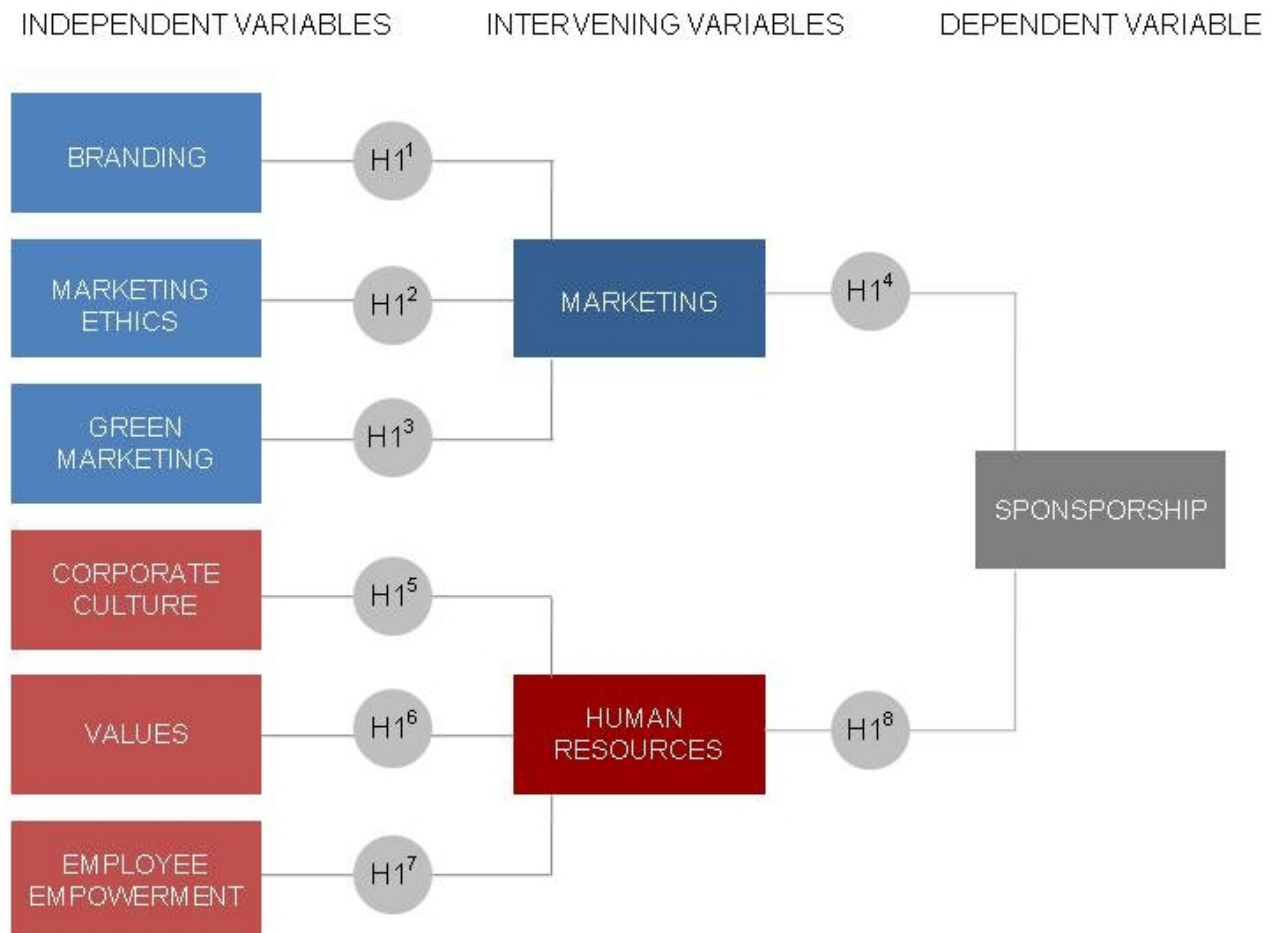 INDEPENDENT VARIABLES
INTERVENING VARIABLES
DEPENDENT VARIABLE
BRANDING
H1¹
MARKETING
ETHICS
H1²
MARKETING
H1⁴
GREEN
MARKETING
H1³
SPONSPORSHIP
CORPORATE
CULTURE
H1⁵
VALUES
H1⁶
HUMAN
RESOURCES
H1⁸
EMPLOYEE
EMPOWERMENT
H1⁷